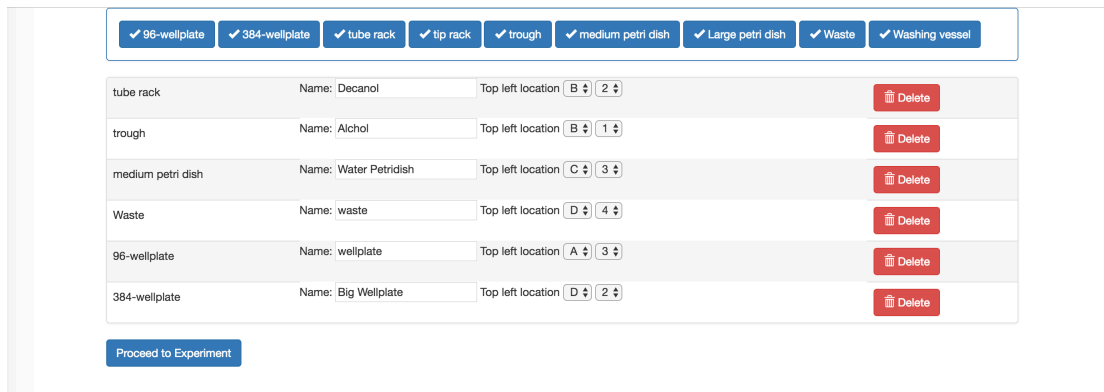 96-wellplate 384-wellplate tube rack tip rack trough medium petri dish Large petri dish Waste Washing vessel
tube rack Name: Decanol Top left location B 2 Delete
trough Name: Alchol Top left location B 1 Delete
medium petri dish Name: Water Petridish Top left location C 3 Delete
Waste Name: waste Top left location D 4 Delete
96-wellplate Name: wellplate Top left location A 3 Delete
384-wellplate Name: Big Wellplate Top left location D 2 Delete
Proceed to Experiment